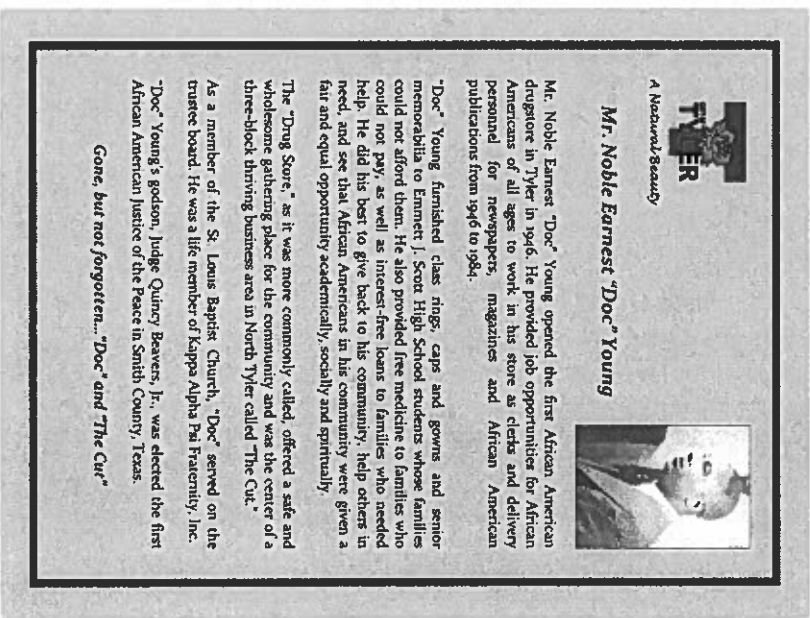 TYLER
A Natural Beauty
Mr. Noble Earnest "Doc" Young
Mr. Noble Earnest "Doc" Young opened the first African American
drugstore in Tyler in 1946. He provided job opportunities for African
Americans of all ages to work in his store as clerks and delivery
personnel for newspapers, magazines and African American
publications from 1946 to 1984.
"Doc" Young furnished class rings, caps and gowns and senior
memorabilia to Emmett J. Scott High School students whose families
could not afford them. He also provided free medicine to families who
could not pay, as well as interest-free loans to families who needed
help. He did his best to give back to his community, help others in
need, and see that African Americans in his community were given a
fair and equal opportunity academically, socially and spiritually.
The "Drug Store," as it was more commonly called, offered a safe and
wholesome gathering place for the community and was the center of a
three-block thriving business area in North Tyler called "The Cut."
As a member of the St. Louis Baptist Church, "Doc" served on the
trustee board. He was a life member of Kappa Alpha Psi Fraternity, Inc.
"Doc" Young's godson, Judge Quincy Beavers, Jr., was elected the first
African American Justice of the Peace in Smith County, Texas.
Gone, but not forgotten... "Doc" and "The Cut"